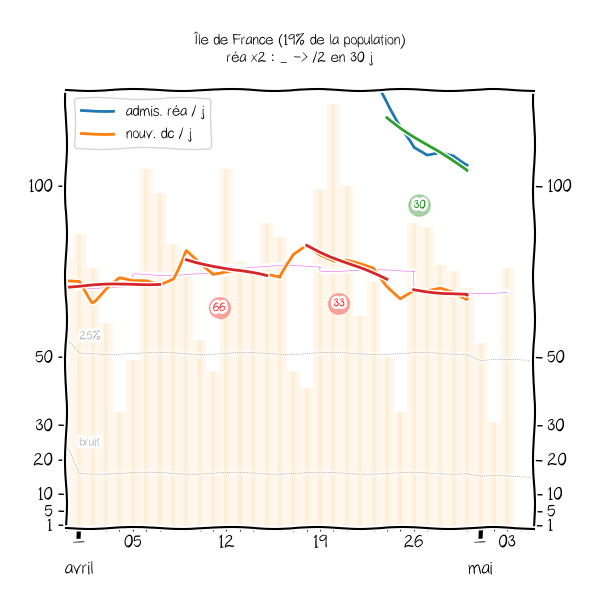 Île de France (19% de la population)
réa x2 : _ -> /2 en 30 j
admis. réa / j
nouv. dc / j
100 100
30
66 33
25%
50 50
30 30
bruit
20 20
10 10
5 5
1 1
05 12 19 26 03
avril mai